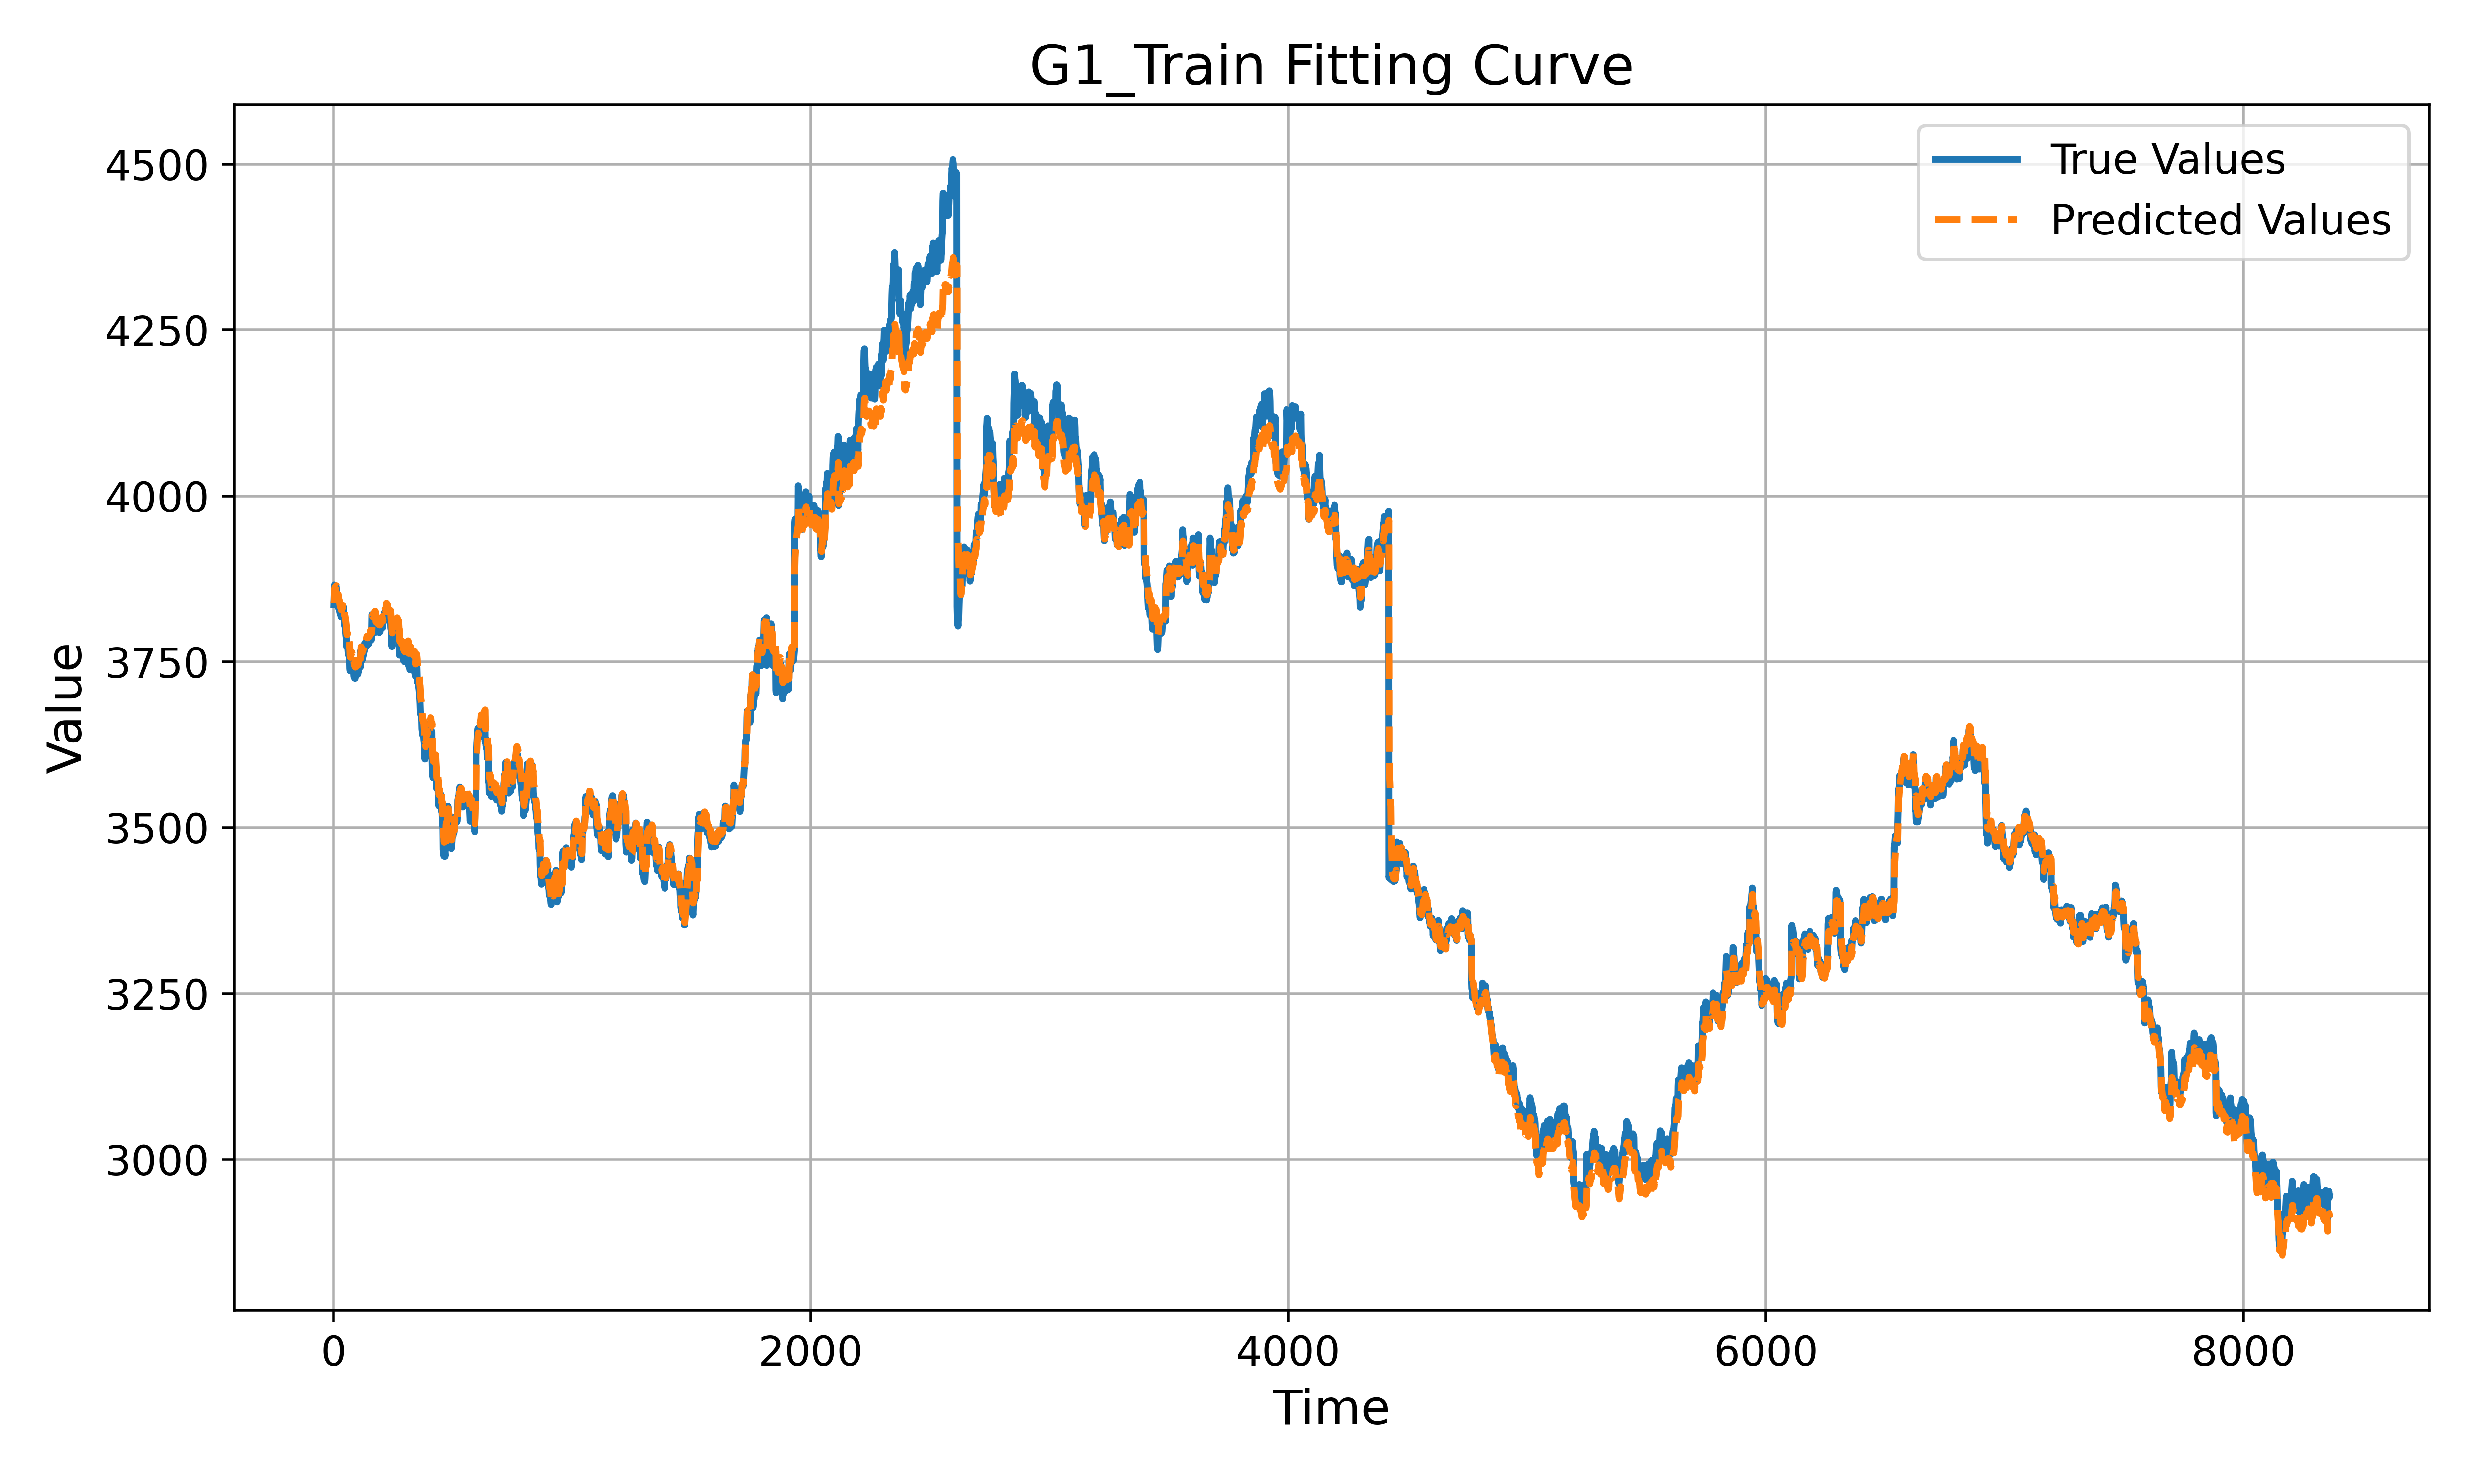 G1_Train Fitting Curve
True Values
Predicted Values
Value
4500
4250
4000
3750
3500
3250
3000
0 2000 4000 6000 8000
Time